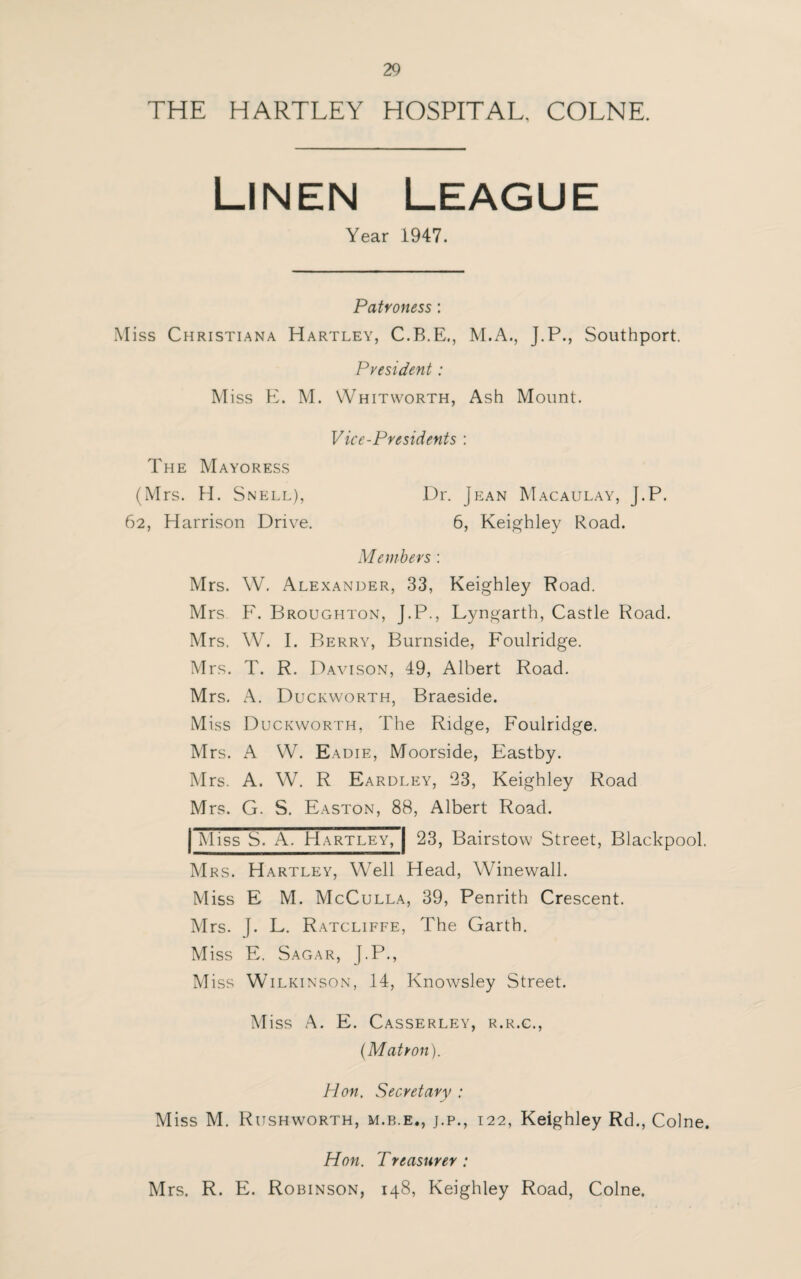 29
THE HARTLEY HOSPITAL, COLNE.
LINEN LEAGUE
Year 1947.
Patroness :
Miss CHRISTIANA HARTLEY, C.B.E., M.A., J.P., Southport.
President :
Miss E. M. WHITWORTH, Ash Mount.
Vice-Presidents :
THE MAYORESS
(Mrs. H. SNELL), Dr. JEAN MACAULAY, J.P.
62, Harrison Drive. 6, Keighley Road.
Members :
Mrs. W. ALEXANDER, 33, Keighley Road.
Mrs F. BROUGHTON, J.P., Lyngarth, Castle Road.
Mrs. W. I. BERRY, Burnside, Foulridge.
Mrs. T. R. DAVISON, 49, Albert Road.
Mrs. A. DUCKWORTH, Braeside.
Miss DUCKWORTH, The Ridge, Foulridge.
Mrs. A W. EADIE, Moorside, Eastby.
Mrs. A. W. R EARDLEY, 23, Keighley Road
Mrs. G. S. EASTON, 88, Albert Road.
Miss S. A. HARTLEY, 23, Bairstow Street, Blackpool.
MRS. HARTLEY, Well Head, Winewall.
Miss E M. MCCULLA, 39, Penrith Crescent.
Mrs. J. L. RATCLIFFE, The Garth.
Miss E. SAGAR, J.P.,
Miss WILKINSON, 14, Knowsley Street.
Miss A. E. CASSERLEY, R.R.C.,
(Matron).
Hon. Secretary :
Miss M. RUSHWORTH, M.B.E., J.P., 122, Keighley Rd., Colne.
Hon. Treasurer :
Mrs. R. E. ROBINSON, 148, Keighley Road, Colne.